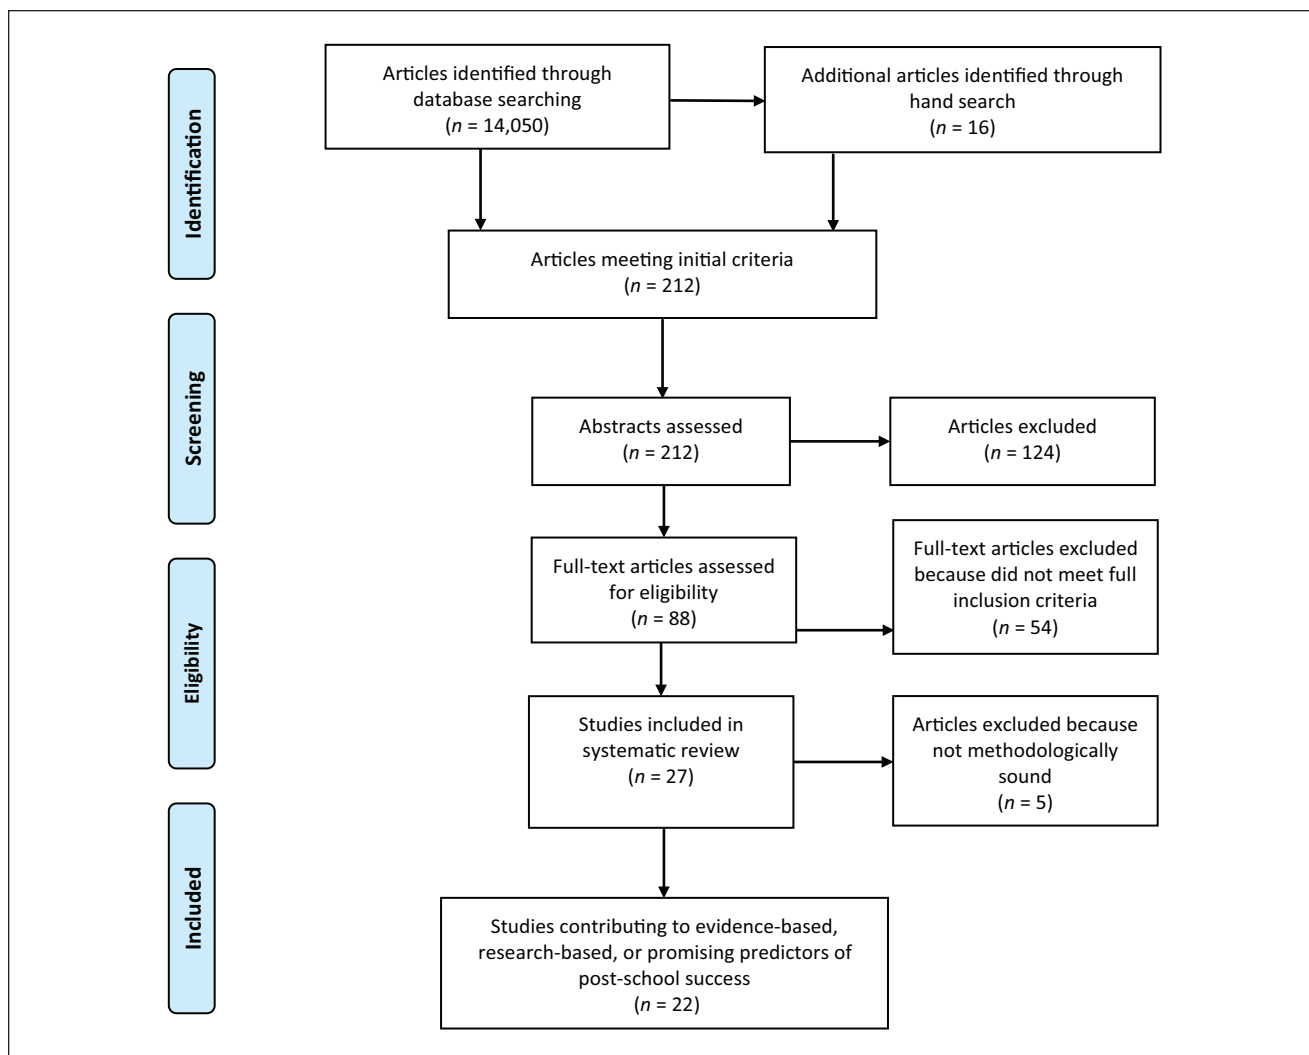 Identification
Articles identified through
database searching
(n = 14,050)
Additional articles identified through
hand search
(n = 16)
Articles meeting initial criteria
(n = 212)
Screening
Abstracts assessed
(n = 212)
Articles excluded
(n = 124)
Eligibility
Full-text articles assessed
for eligibility
(n = 88)
Full-text articles excluded
because did not meet full
inclusion criteria
(n = 54)
Studies included in
systematic review
(n = 27)
Articles excluded because
not methodologically
sound
(n = 5)
Included
Studies contributing to evidence-based,
research-based, or promising predictors of
post-school success
(n = 22)